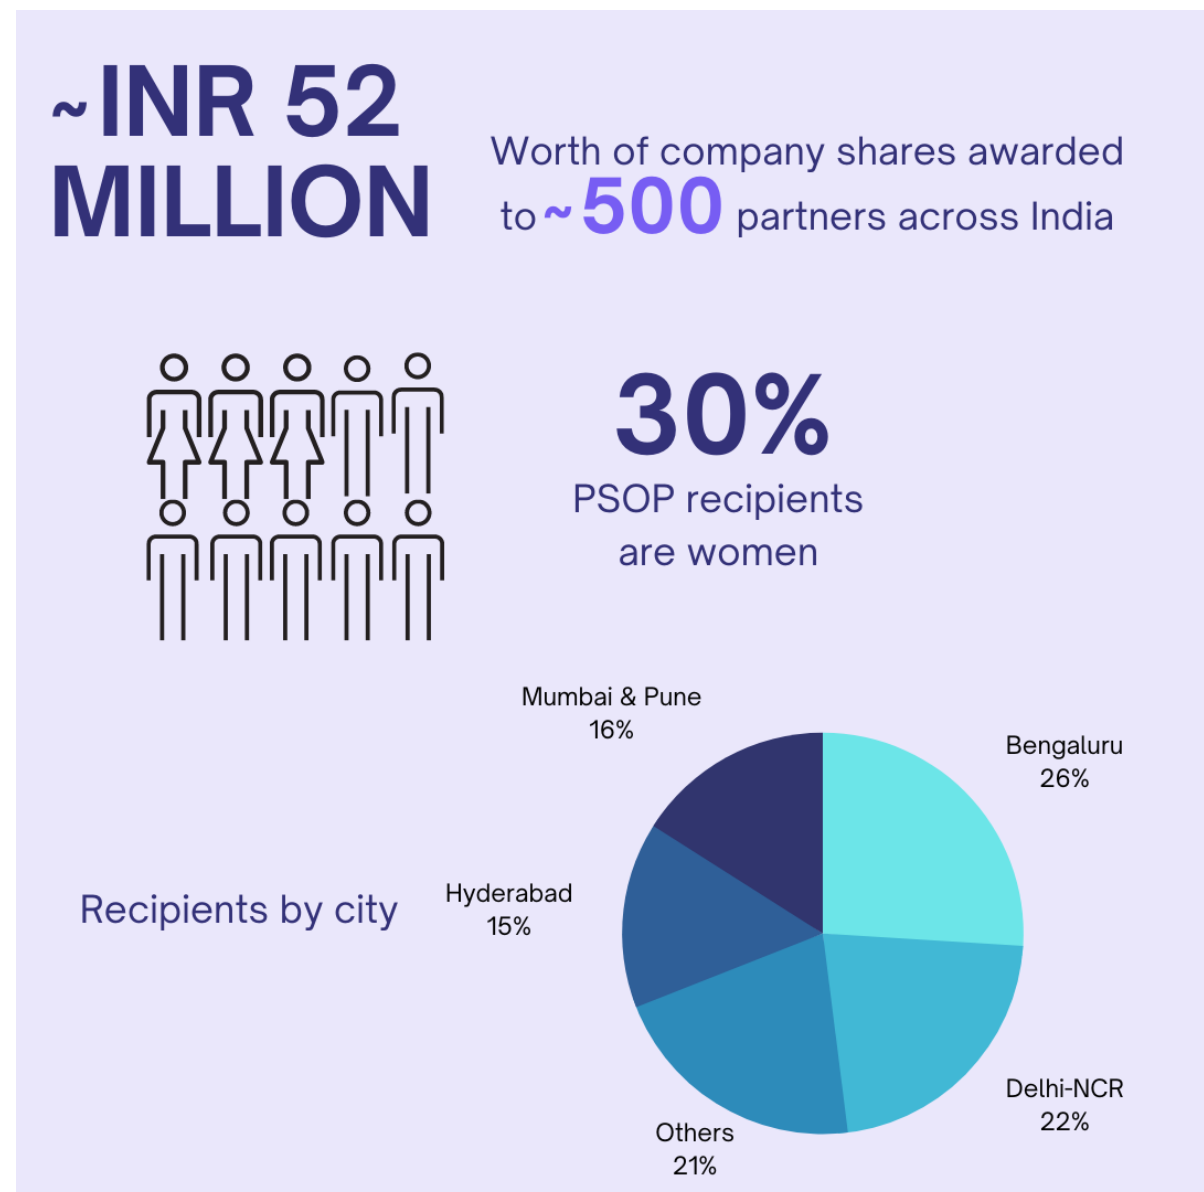 ~INR 52
MILLION
Worth of company shares awarded
to ~500 partners across India
30%
PSOP recipients
are women
Recipients by city
Mumbai & Pune
16%
Bengaluru
26%
Hyderabad
15%
Delhi-NCR
22%
Others
21%